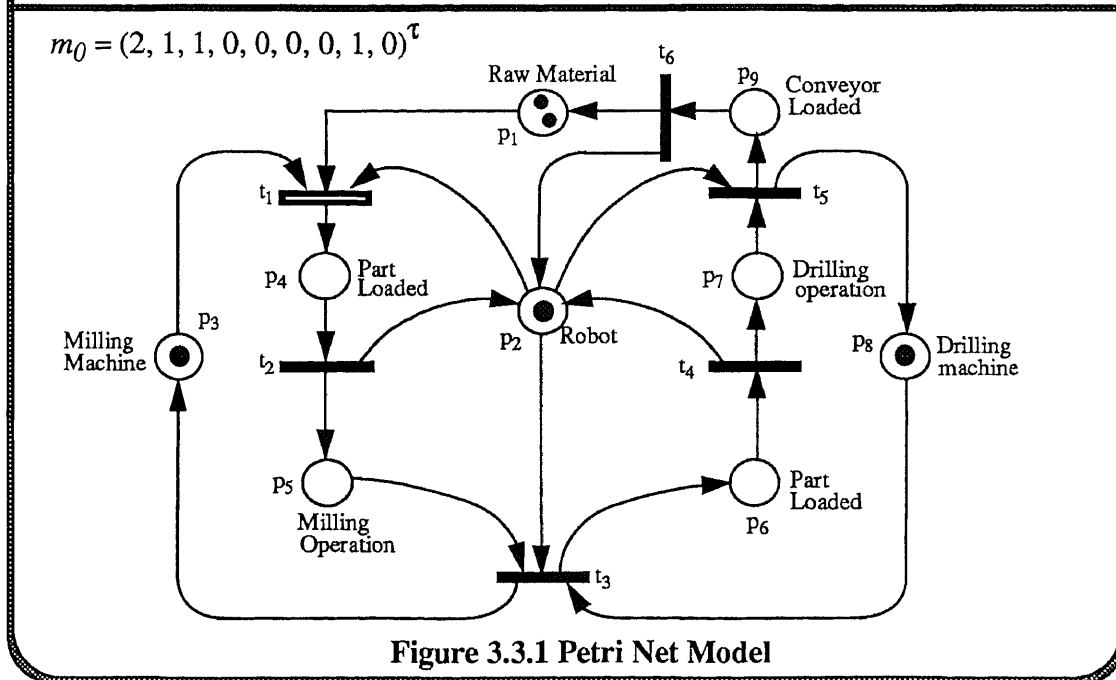 m0 = (2, 1, 1, 0, 0, 0, 0, 1, 0)^τ
t6
Raw Material
p1
p9
Conveyor
Loaded
t1
t5
p4
Part
Loaded
p7
Drilling
operation
p3
Milling
Machine
p2
Robot
p8
Drilling
machine
t2
t4
p5
Milling
Operation
Part
Loaded
p6
t3
Figure 3.3.1 Petri Net Model